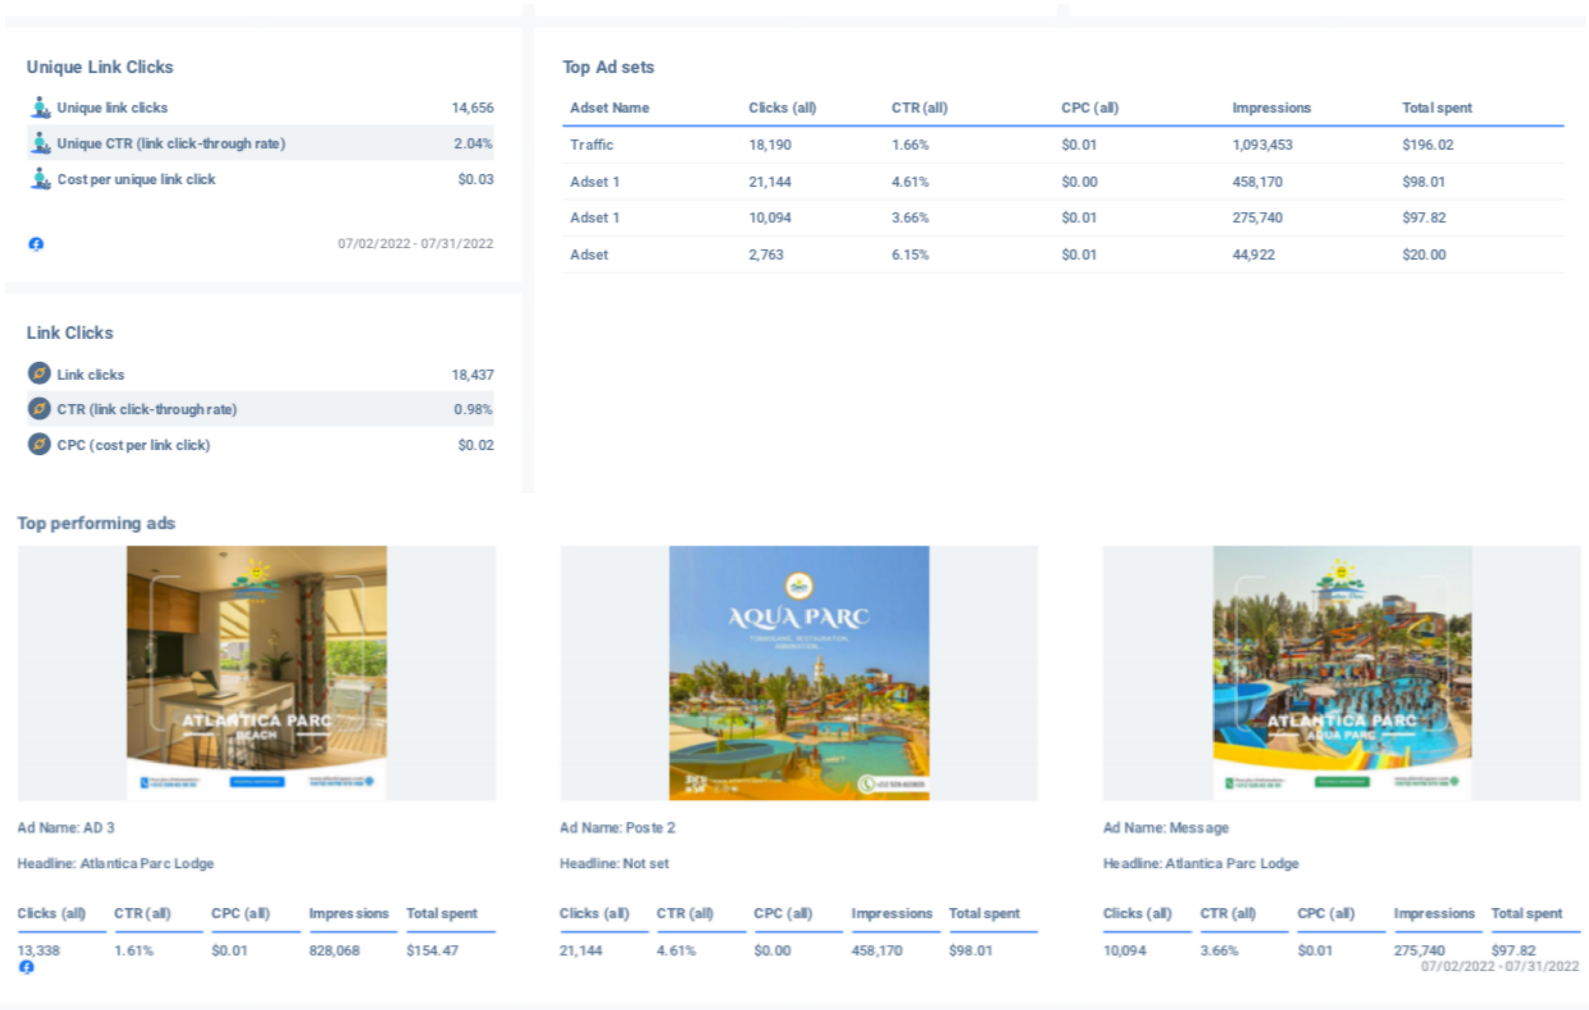 Unique Link Clicks
Unique link clicks 14,656
Unique CTR (link click-through rate) 2.04%
Cost per unique link click $0.03
07/02/2022 - 07/31/2022
Top Ad sets
Adset Name Clicks (all) CTR (all) CPC (all) Impressions Total spent
Traffic 18,190 1.66% $0.01 1,093,453 $196.02
Adset 1 21,144 4.61% $0.00 458,170 $98.01
Adset 1 10,094 3.66% $0.01 275,740 $97.82
Adset 2,763 6.15% $0.01 44,922 $20.00
Link Clicks
Link clicks 18,437
CTR (link click-through rate) 0.98%
CPC (cost per link click) $0.02
Top performing ads
ATLANTICA PARC
BEACH
Ad Name: AD 3
Headline: Atlantica Parc Lodge
Clicks (all) CTR (all) CPC (all) Impressions Total spent
13,338 1.61% $0.01 828,068 $154.47
AQUA PARC
TOBOGGANS, RESTAURATION,
ANIMATION...
Ad Name: Poste 2
Headline: Not set
Clicks (all) CTR (all) CPC (all) Impressions Total spent
21,144 4.61% $0.00 458,170 $98.01
ATLANTICA PARC
AQUA PARC
Ad Name: Message
Headline: Atlantica Parc Lodge
Clicks (all) CTR (all) CPC (all) Impressions Total spent
10,094 3.66% $0.01 275,740 $97.82
07/02/2022 - 07/31/2022